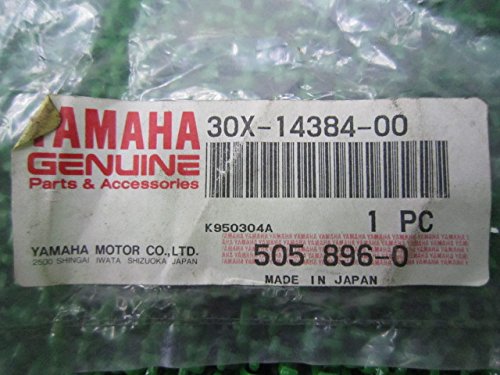 YAMAHA
GENUINE
Parts & Accessories
30X-14384-00
K950304A
1 PC
YAMAHA MOTOR CO., LTD.
2500 SHINGAI IWATA SHIZUOKA JAPAN
505 896-0
MADE IN JAPAN